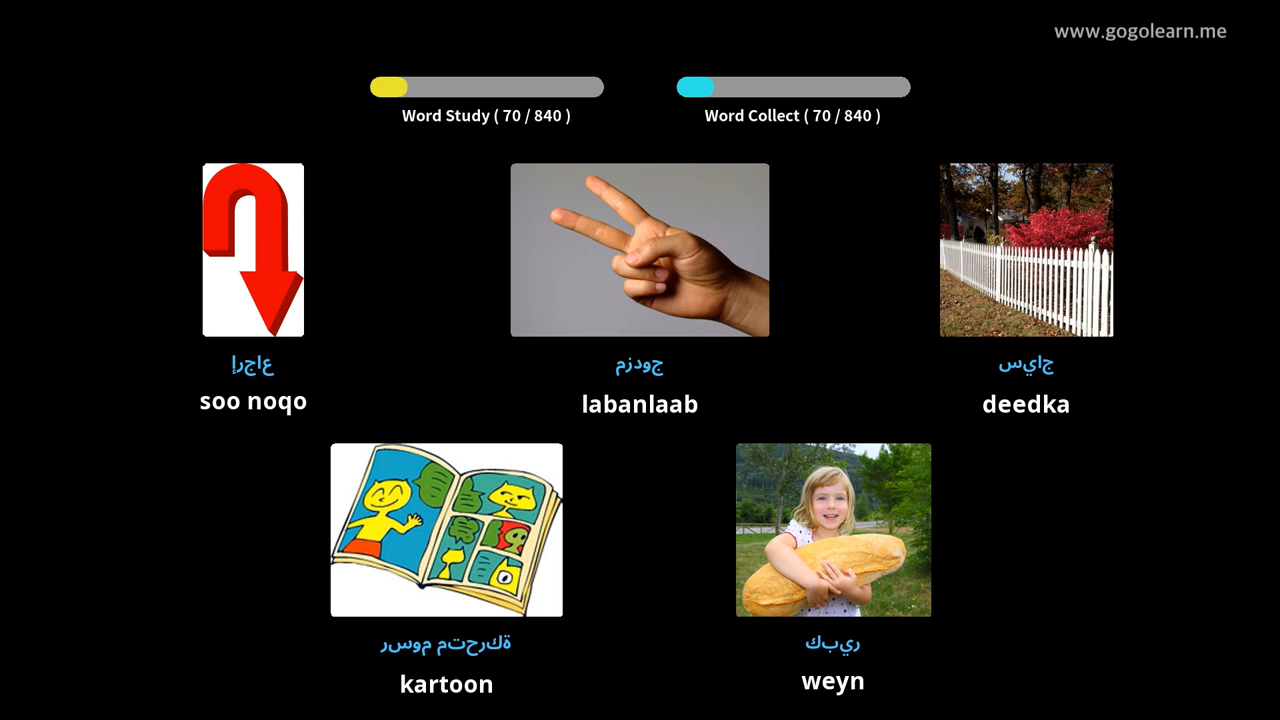 www.gogolearn.me
Word Study ( 70 / 840 )
Word Collect ( 70 / 840 )
إرجاع
soo noqo
مزدوج
labanlaab
سياج
deedka
رسوم متحركة
kartoon
كبير
weyn